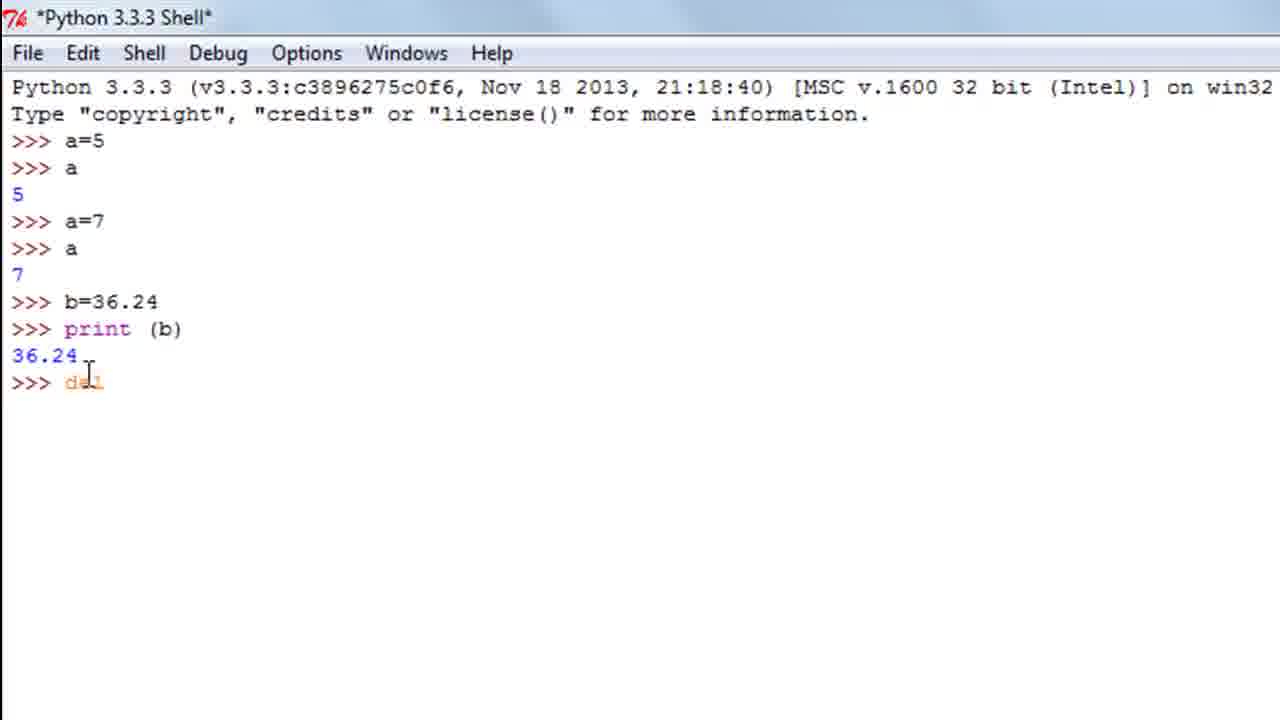 *Python 3.3.3 Shell*
File Edit Shell Debug Options Windows Help
Python 3.3.3 (v3.3.3:c3896275c0f6, Nov 18 2013, 21:18:40) [MSC v.1600 32 bit (Intel)] on win32
Type "copyright", "credits" or "license()" for more information.
>>> a=5
>>> a
5
>>> a=7
>>> a
7
>>> b=36.24
>>> print (b)
36.24
>>> del